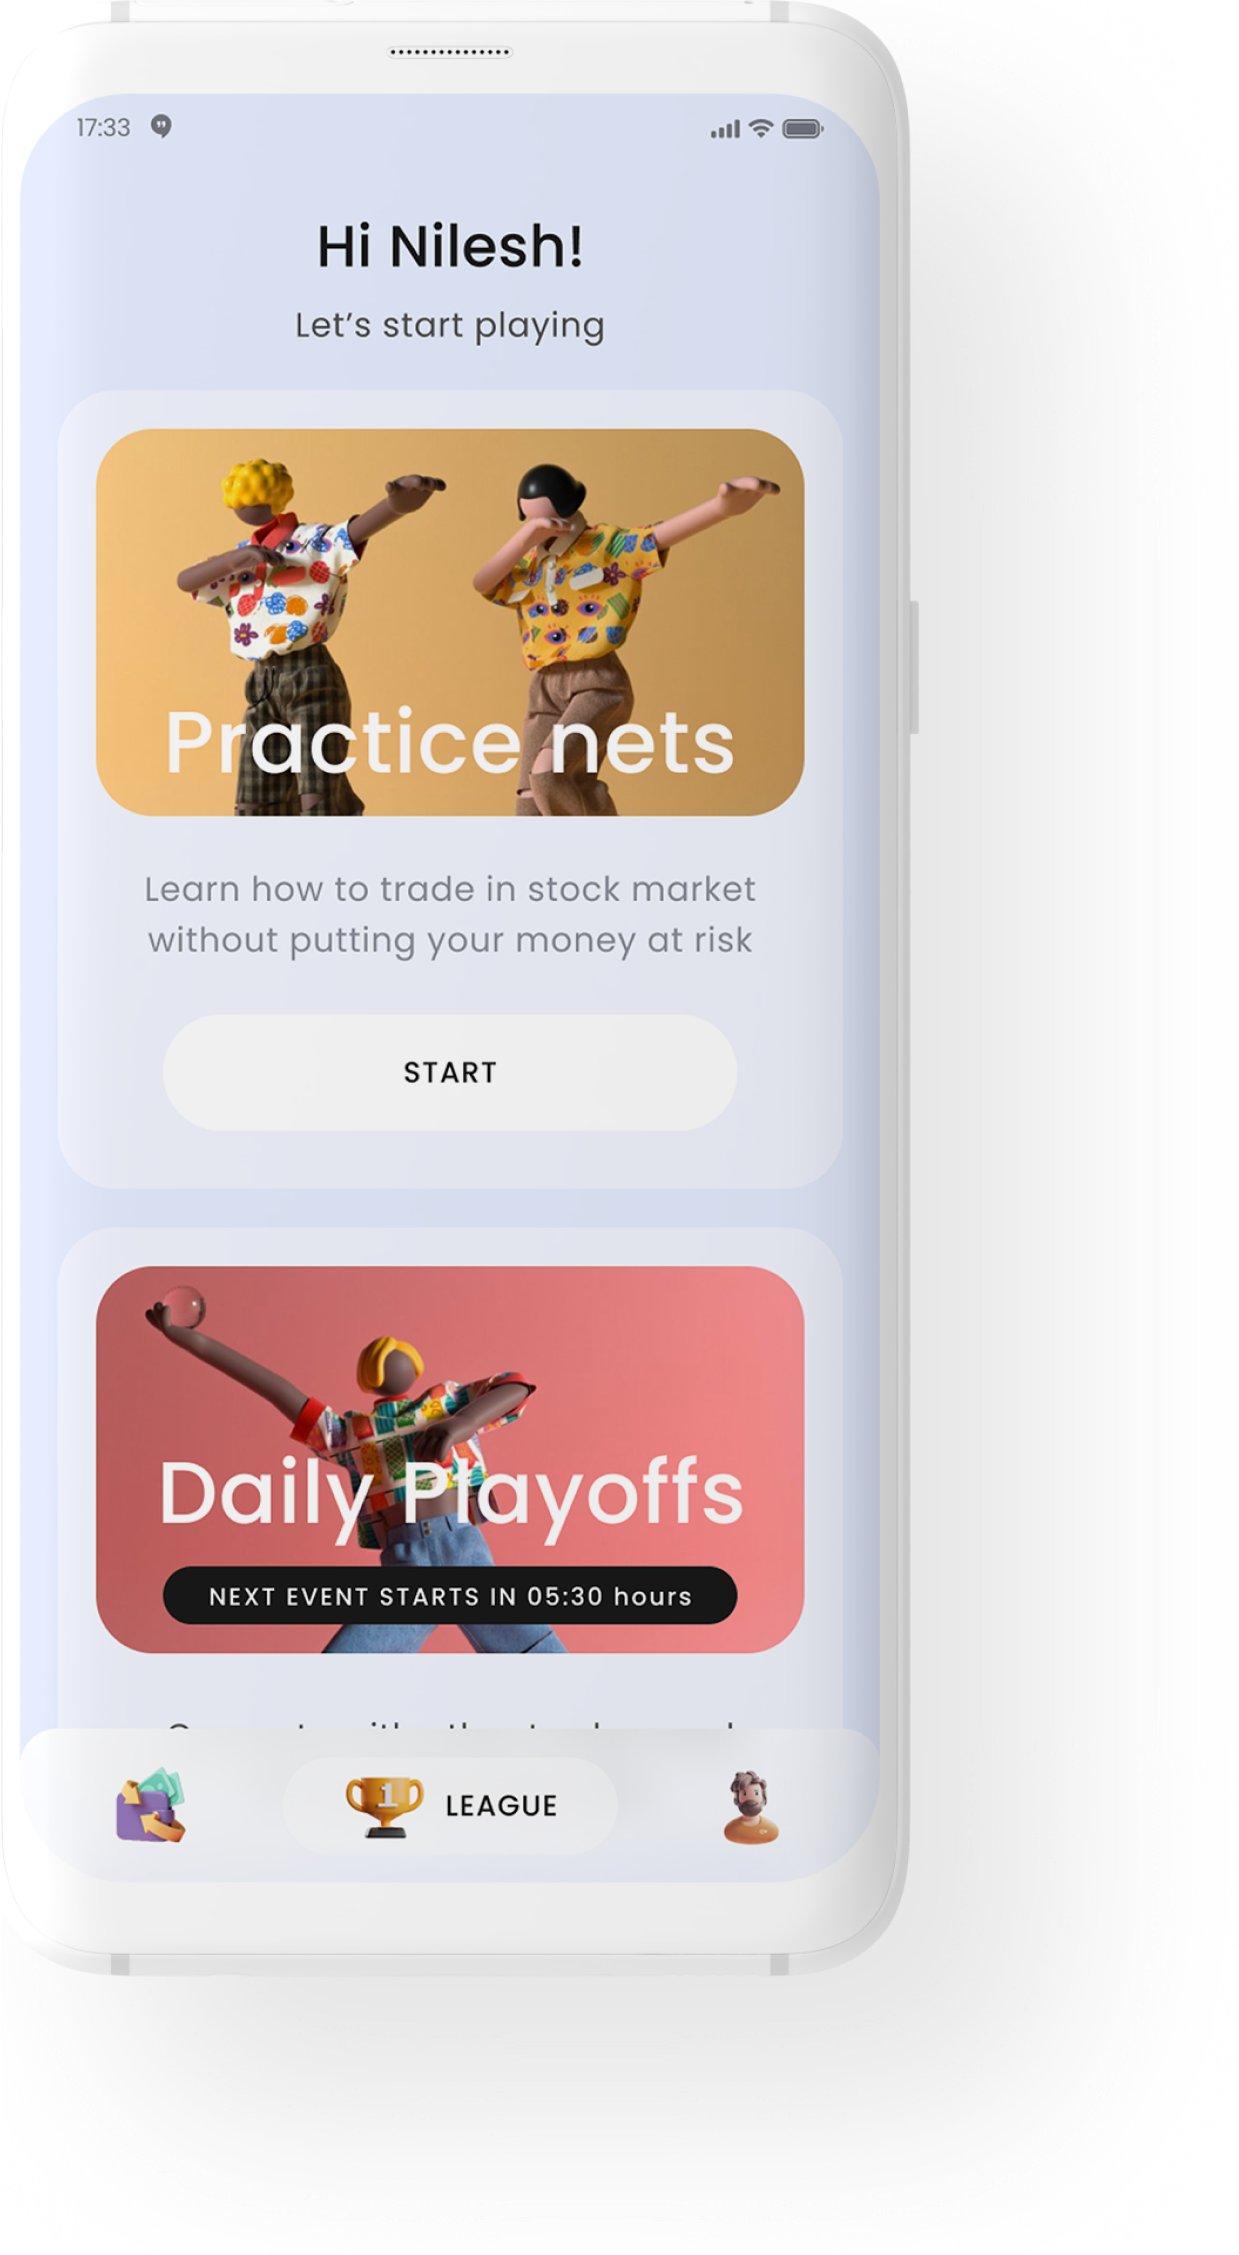 17:33
Hi Nilesh!
Let's start playing
Practice nets
Learn how to trade in stock market
without putting your money at risk
START
Daily Playoffs
NEXT EVENT STARTS IN 05:30 hours
1
LEAGUE